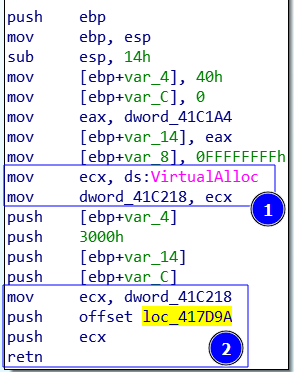 push ebp
mov ebp, esp
sub esp, 14h
mov [ebp+var_4], 40h
mov [ebp+var_C], 0
mov eax, dword_41C1A4
mov [ebp+var_14], eax
mov [ebp+var_8], 0FFFFFFFFh
mov ecx, ds:VirtualAlloc
mov dword_41C218, ecx
1
push [ebp+var_4]
push 3000h
push [ebp+var_14]
push [ebp+var_C]
mov ecx, dword_41C218
push offset loc_417D9A
push ecx
2
retn